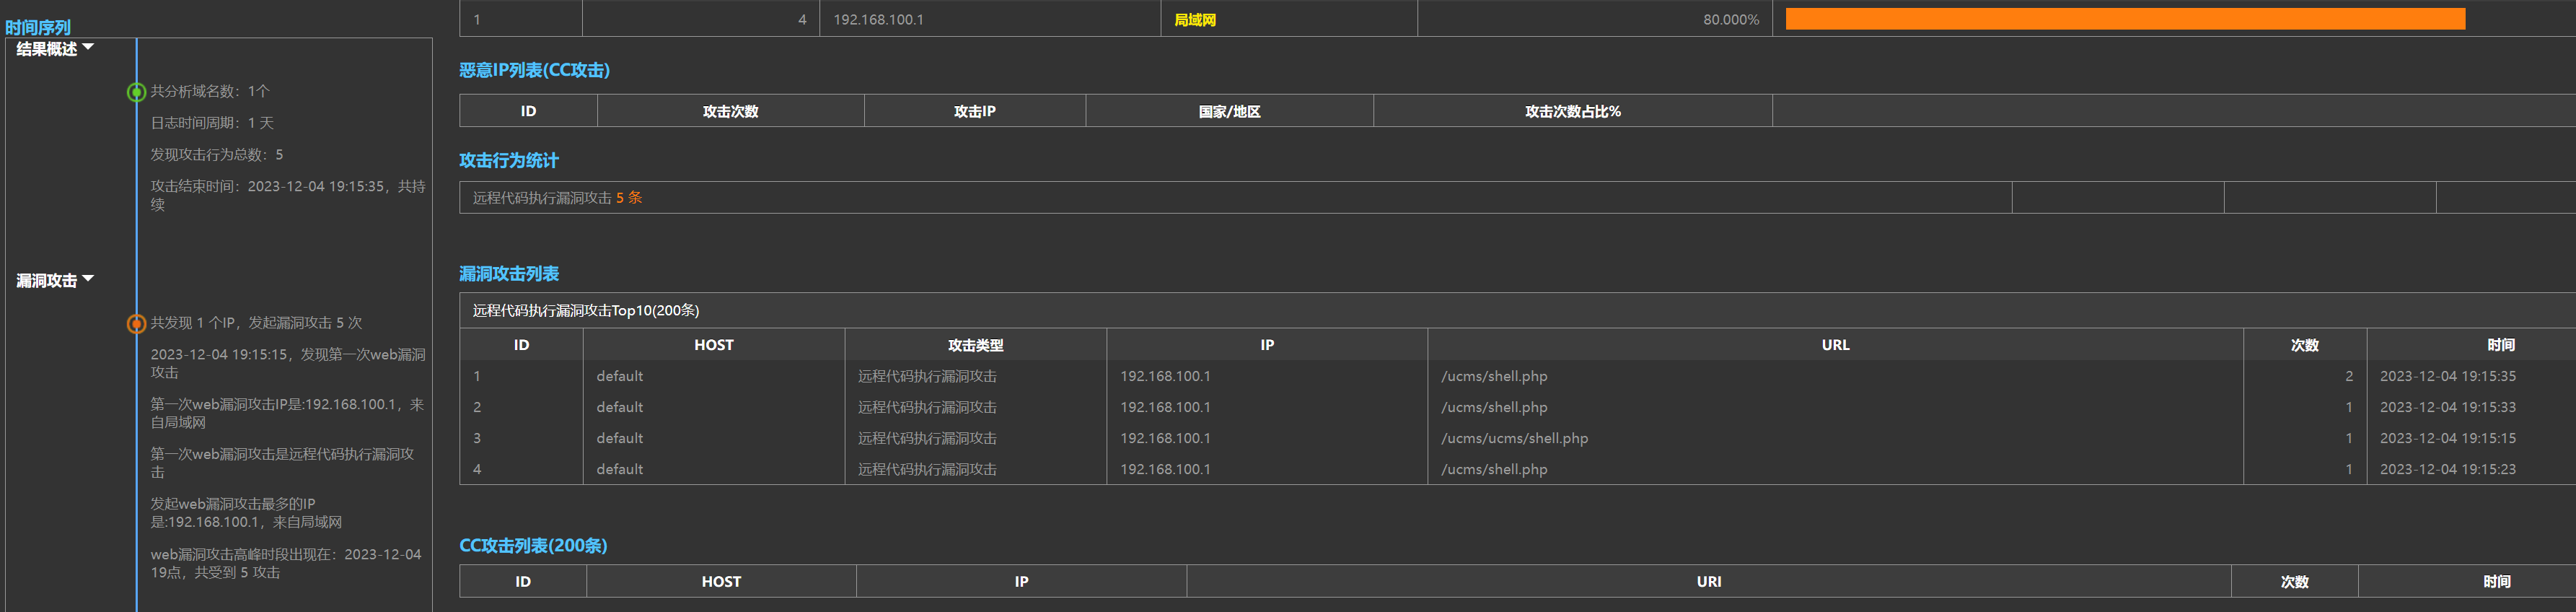 时间序列
结果概述
共分析域名数：1个
日志时间周期：1 天
发现攻击行为总数：5
攻击结束时间：2023-12-04 19:15:35，共持
续
漏洞攻击
共发现 1 个IP，发起漏洞攻击 5 次
2023-12-04 19:15:15，发现第一次web漏洞
攻击
第一次web漏洞攻击IP是:192.168.100.1，来
自局域网
第一次web漏洞攻击是远程代码执行漏洞攻
击
发起web漏洞攻击最多的IP
是:192.168.100.1，来自局域网
web漏洞攻击高峰时段出现在：2023-12-04
19点，共受到 5 攻击
1 4 192.168.100.1 局域网 80.000%
恶意IP列表(CC攻击)
ID 攻击次数 攻击IP 国家/地区 攻击次数占比%
攻击行为统计
远程代码执行漏洞攻击 5 条
漏洞攻击列表
远程代码执行漏洞攻击Top10(200条)
ID HOST 攻击类型 IP URL 次数 时间
1 default 远程代码执行漏洞攻击 192.168.100.1 /ucms/shell.php 2 2023-12-04 19:15:35
2 default 远程代码执行漏洞攻击 192.168.100.1 /ucms/shell.php 1 2023-12-04 19:15:33
3 default 远程代码执行漏洞攻击 192.168.100.1 /ucms/ucms/shell.php 1 2023-12-04 19:15:15
4 default 远程代码执行漏洞攻击 192.168.100.1 /ucms/shell.php 1 2023-12-04 19:15:23
CC攻击列表(200条)
ID HOST IP URI 次数 时间